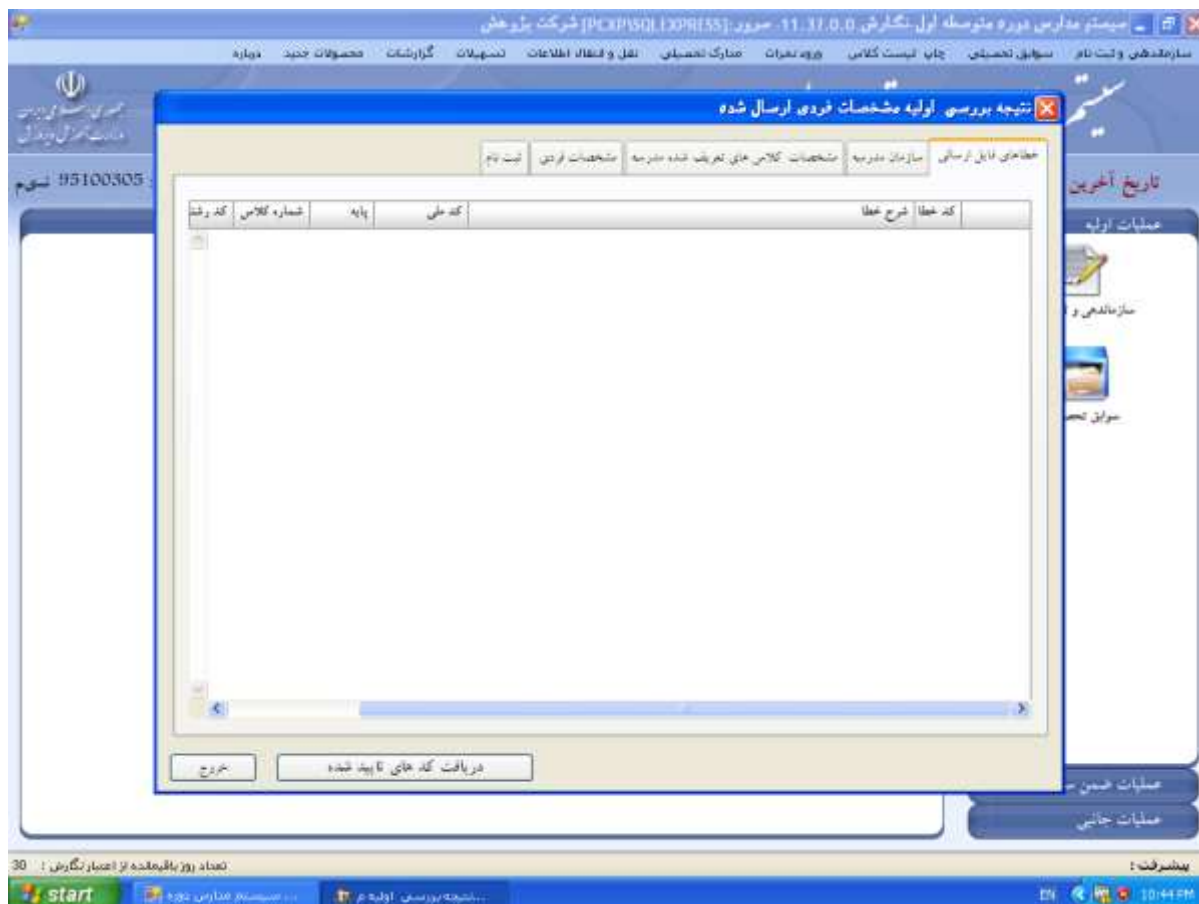 سیستم مدارس دوره متوسطه اول نگارش 11.37.0.0. سرور:[PCXP\SQLEXPRESS] شرکت پژوهش
سازماندهی و ثبت نام سوابق تحصیلی چاپ لیست کلاس ورود نمرات مدارک تحصیلی نقل و انتقال اطلاعات تسهیلات گزارشات محصولات جدید درباره
سیستم
نتیجه بررسی اولیه مشخصات فردی ارسال شده
خطاهای فایل ارسالی سازمان مدرسه مشخصات کلاس های تعریف شده مدرسه مشخصات فردی ثبت نام
تاریخ آخرین
95100305
کد خطا شرح خطا کد ملی پایه شماره کلاس کد رشته
عملیات اولیه
سازماندهی و
سوابق تحص
دریافت کد های تایید شده
خروج
عملیات ضمن
عملیات جانبی
تعداد روز باقیمانده از اعتبار نگارش : 30
پیشرفت :
start
سیستم مدارس دوره ...
نتیجه بررسی اولیه م...
EN
10:44 PM